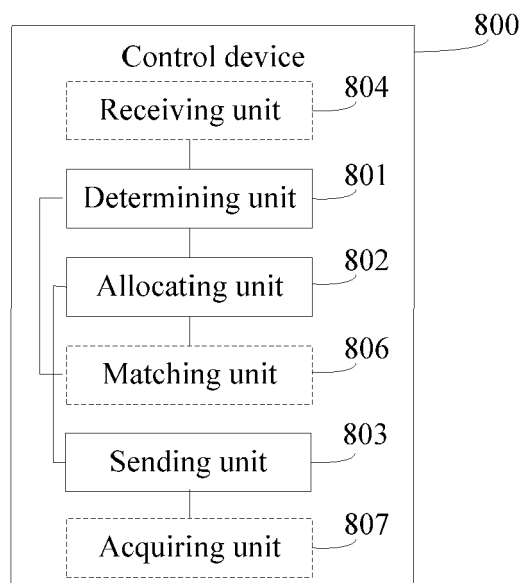 800
Control device
804
Receiving unit
801
Determining unit
802
Allocating unit
806
Matching unit
803
Sending unit
807
Acquiring unit